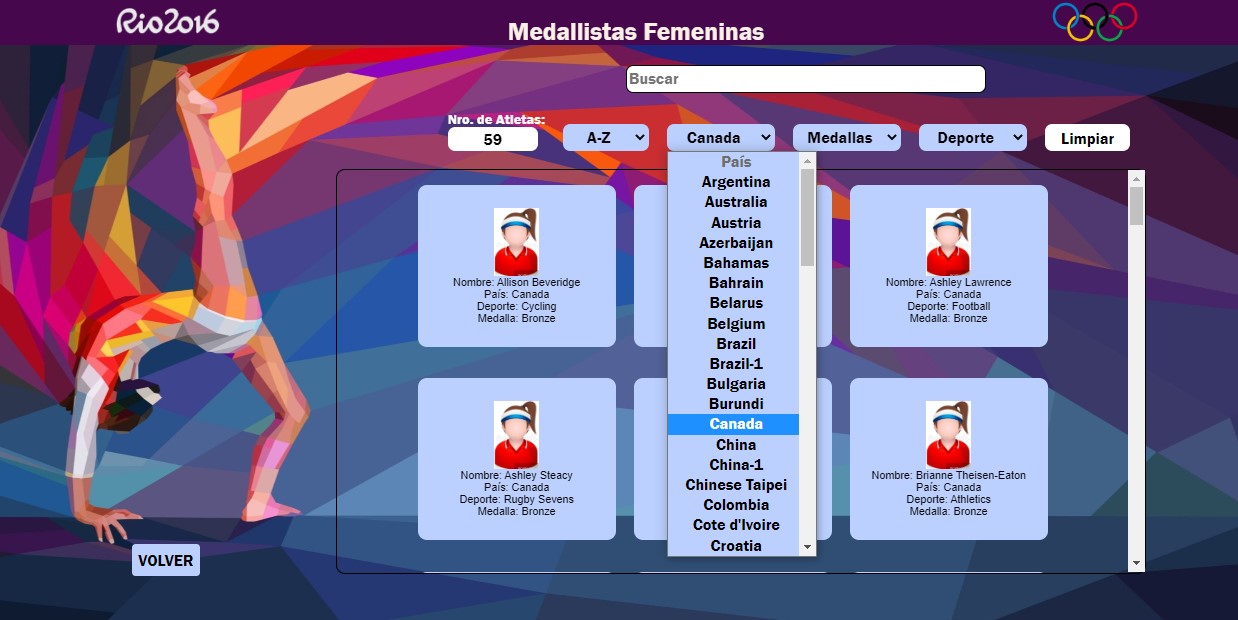 Rio2016
Medallistas Femeninas
Buscar
Nro. de Atletas:
59
A-Z
Canada
Medallas
Deporte
Limpiar
País
Argentina
Australia
Austria
Azerbaijan
Bahamas
Bahrain
Belarus
Belgium
Brazil
Brazil-1
Bulgaria
Burundi
Canada
China
China-1
Chinese Taipei
Colombia
Cote d'Ivoire
Croatia
Nombre: Allison Beveridge
País: Canada
Deporte: Cycling
Medalla: Bronze
Nombre: Ashley Lawrence
País: Canada
Deporte: Football
Medalla: Bronze
Nombre: Ashley Steacy
País: Canada
Deporte: Rugby Sevens
Medalla: Bronze
Nombre: Brianne Theisen-Eaton
País: Canada
Deporte: Athletics
Medalla: Bronze
VOLVER